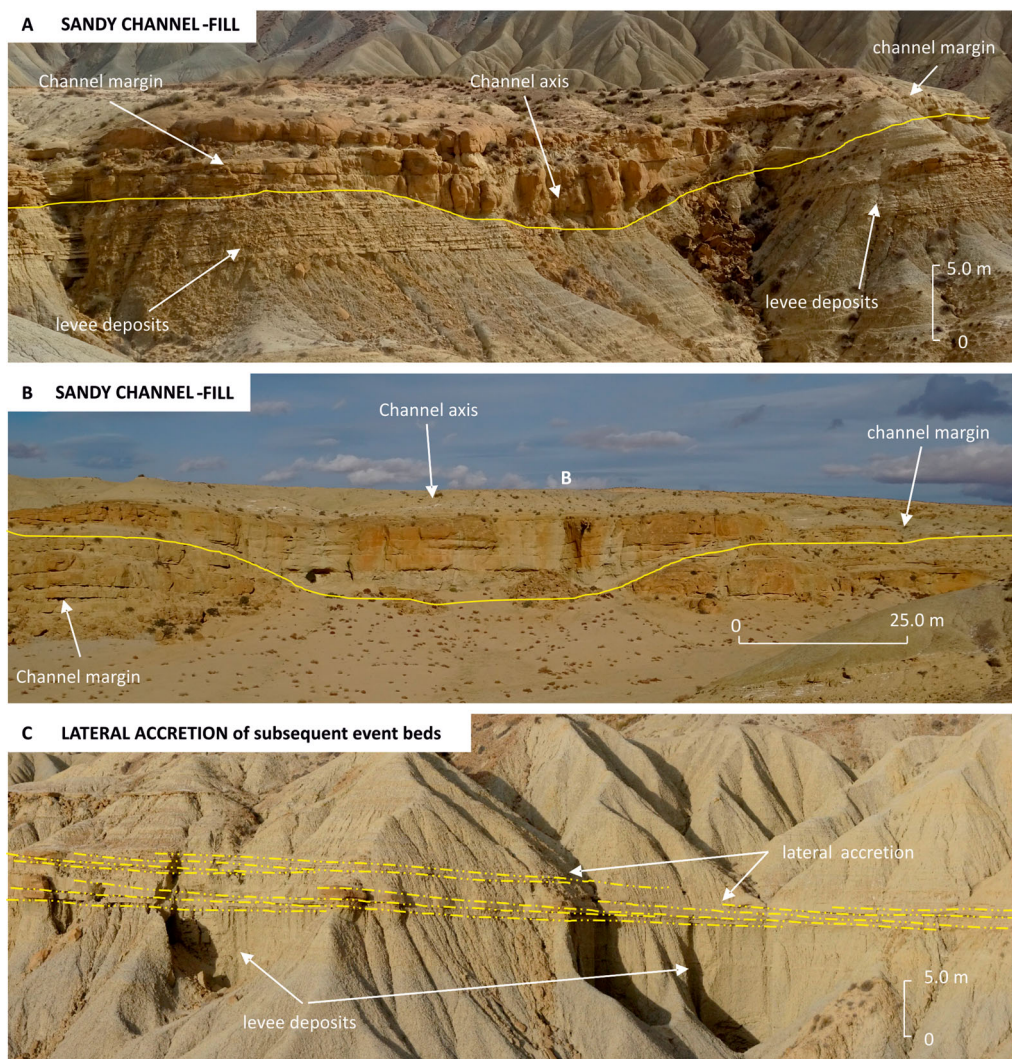 A SANDY CHANNEL-FILL
channel margin
Channel margin
Channel axis
levee deposits
levee deposits
5.0 m
0
B SANDY CHANNEL-FILL
Channel axis
channel margin
B
0 25.0 m
Channel margin
C LATERAL ACCRETION of subsequent event beds
lateral accretion
levee deposits
5.0 m
0